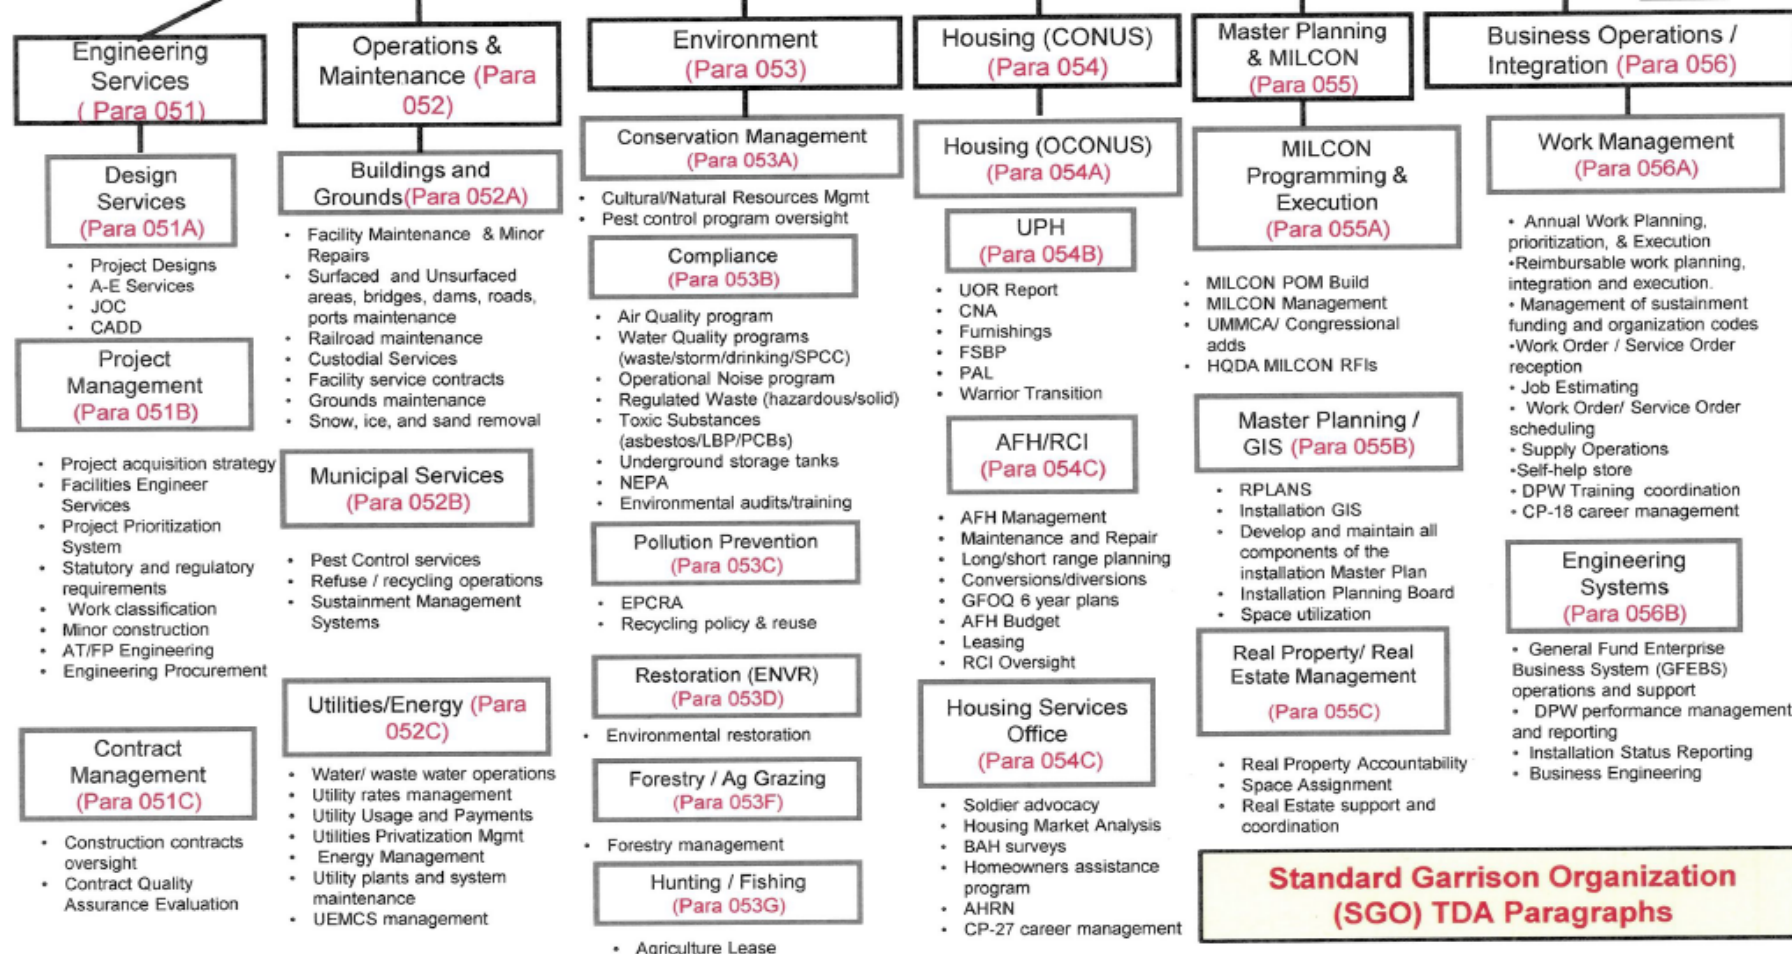 Engineering
Services
( Para 051)
Design
Services
(Para 051A)
• Project Designs
• A-E Services
• JOC
• CADD
Project
Management
(Para 051B)
• Project acquisition strategy
• Facilities Engineer
Services
• Project Prioritization
System
• Statutory and regulatory
requirements
• Work classification
• Minor construction
• AT/FP Engineering
• Engineering Procurement
Contract
Management
(Para 051C)
• Construction contracts
oversight
• Contract Quality
Assurance Evaluation
Operations &
Maintenance (Para
052)
Buildings and
Grounds(Para 052A)
• Facility Maintenance & Minor
Repairs
• Surfaced and Unsurfaced
areas, bridges, dams, roads,
ports maintenance
• Railroad maintenance
• Custodial Services
• Facility service contracts
• Grounds maintenance
• Snow, ice, and sand removal
Municipal Services
(Para 052B)
• Pest Control services
• Refuse / recycling operations
• Sustainment Management
Systems
Utilities/Energy (Para
052C)
• Water/ waste water operations
• Utility rates management
• Utility Usage and Payments
• Utilities Privatization Mgmt
• Energy Management
• Utility plants and system
maintenance
• UEMCS management
Environment
(Para 053)
Conservation Management
(Para 053A)
• Cultural/Natural Resources Mgmt
• Pest control program oversight
Compliance
(Para 053B)
• Air Quality program
• Water Quality programs
(waste/storm/drinking/SPCC)
• Operational Noise program
• Regulated Waste (hazardous/solid)
• Toxic Substances
(asbestos/LBP/PCBs)
• Underground storage tanks
• NEPA
• Environmental audits/training
Pollution Prevention
(Para 053C)
• EPCRA
• Recycling policy & reuse
Restoration (ENVR)
(Para 053D)
• Environmental restoration
Forestry / Ag Grazing
(Para 053F)
• Forestry management
Hunting / Fishing
(Para 053G)
• Agriculture Lease
Housing (CONUS)
(Para 054)
Housing (OCONUS)
(Para 054A)
UPH
(Para 054B)
• UOR Report
• CNA
• Furnishings
• FSBP
• PAL
• Warrior Transition
AFH/RCI
(Para 054C)
• AFH Management
• Maintenance and Repair
• Long/short range planning
• Conversions/diversions
• GFOQ 6 year plans
• AFH Budget
• Leasing
• RCI Oversight
Housing Services
Office
(Para 054C)
• Soldier advocacy
• Housing Market Analysis
• BAH surveys
• Homeowners assistance
program
• AHRN
• CP-27 career management
Master Planning
& MILCON
(Para 055)
MILCON
Programming &
Execution
(Para 055A)
• MILCON POM Build
• MILCON Management
• UMMCA/ Congressional
adds
• HQDA MILCON RFIs
Master Planning /
GIS (Para 055B)
• RPLANS
• Installation GIS
• Develop and maintain all
components of the
installation Master Plan
• Installation Planning Board
• Space utilization
Real Property/ Real
Estate Management
(Para 055C)
• Real Property Accountability
• Space Assignment
• Real Estate support and
coordination
Business Operations /
Integration (Para 056)
Work Management
(Para 056A)
• Annual Work Planning,
prioritization, & Execution
•Reimbursable work planning,
integration and execution.
• Management of sustainment
funding and organization codes
•Work Order / Service Order
reception
• Job Estimating
• Work Order/ Service Order
scheduling
• Supply Operations
•Self-help store
• DPW Training coordination
• CP-18 career management
Engineering
Systems
(Para 056B)
• General Fund Enterprise
Business System (GFEBS)
operations and support
• DPW performance management
and reporting
• Installation Status Reporting
• Business Engineering
Standard Garrison Organization
(SGO) TDA Paragraphs